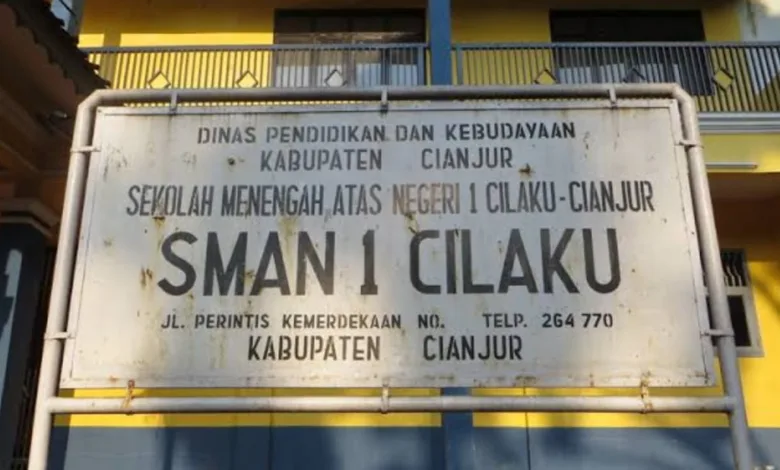 DINAS PENDIDIKAN DAN KEBUDAYAAN
KABUPATEN CIANJUR
SEKOLAH MENENGAH ATAS NEGERI 1 CILAKU-CIANJUR
SMAN 1 CILAKU
JL. PERINTIS KEMERDEKAAN NO. TELP. 264 770
KABUPATEN CIANJUR